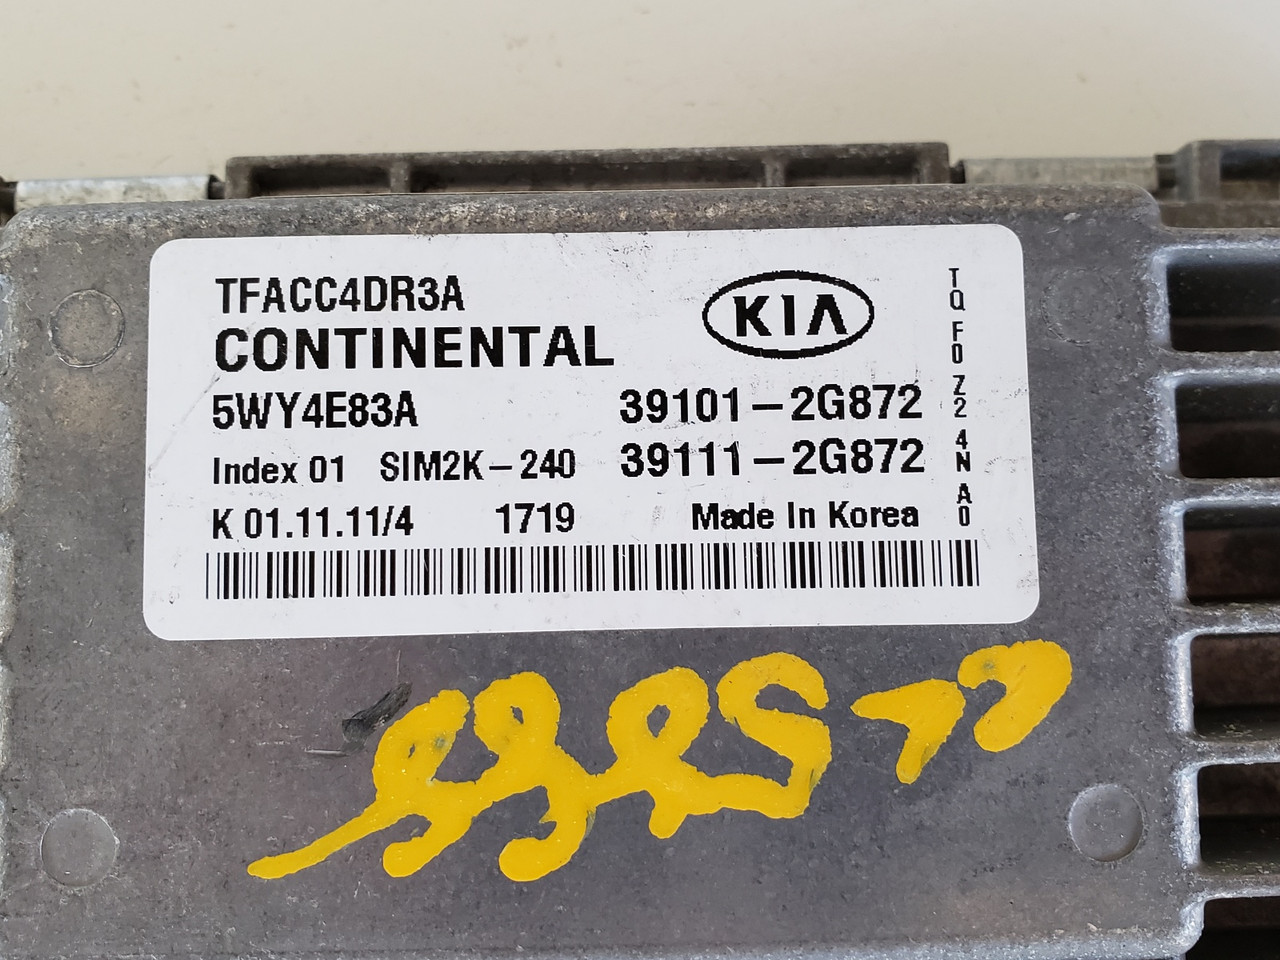 TFACC4DR3A
CONTINENTAL
KIA
5WY4E83A 39101-2G872
Index 01 SIM2K-240 39111-2G872
K 01.11.11/4 1719 Made In Korea
TQ F0 Z2 4N A0